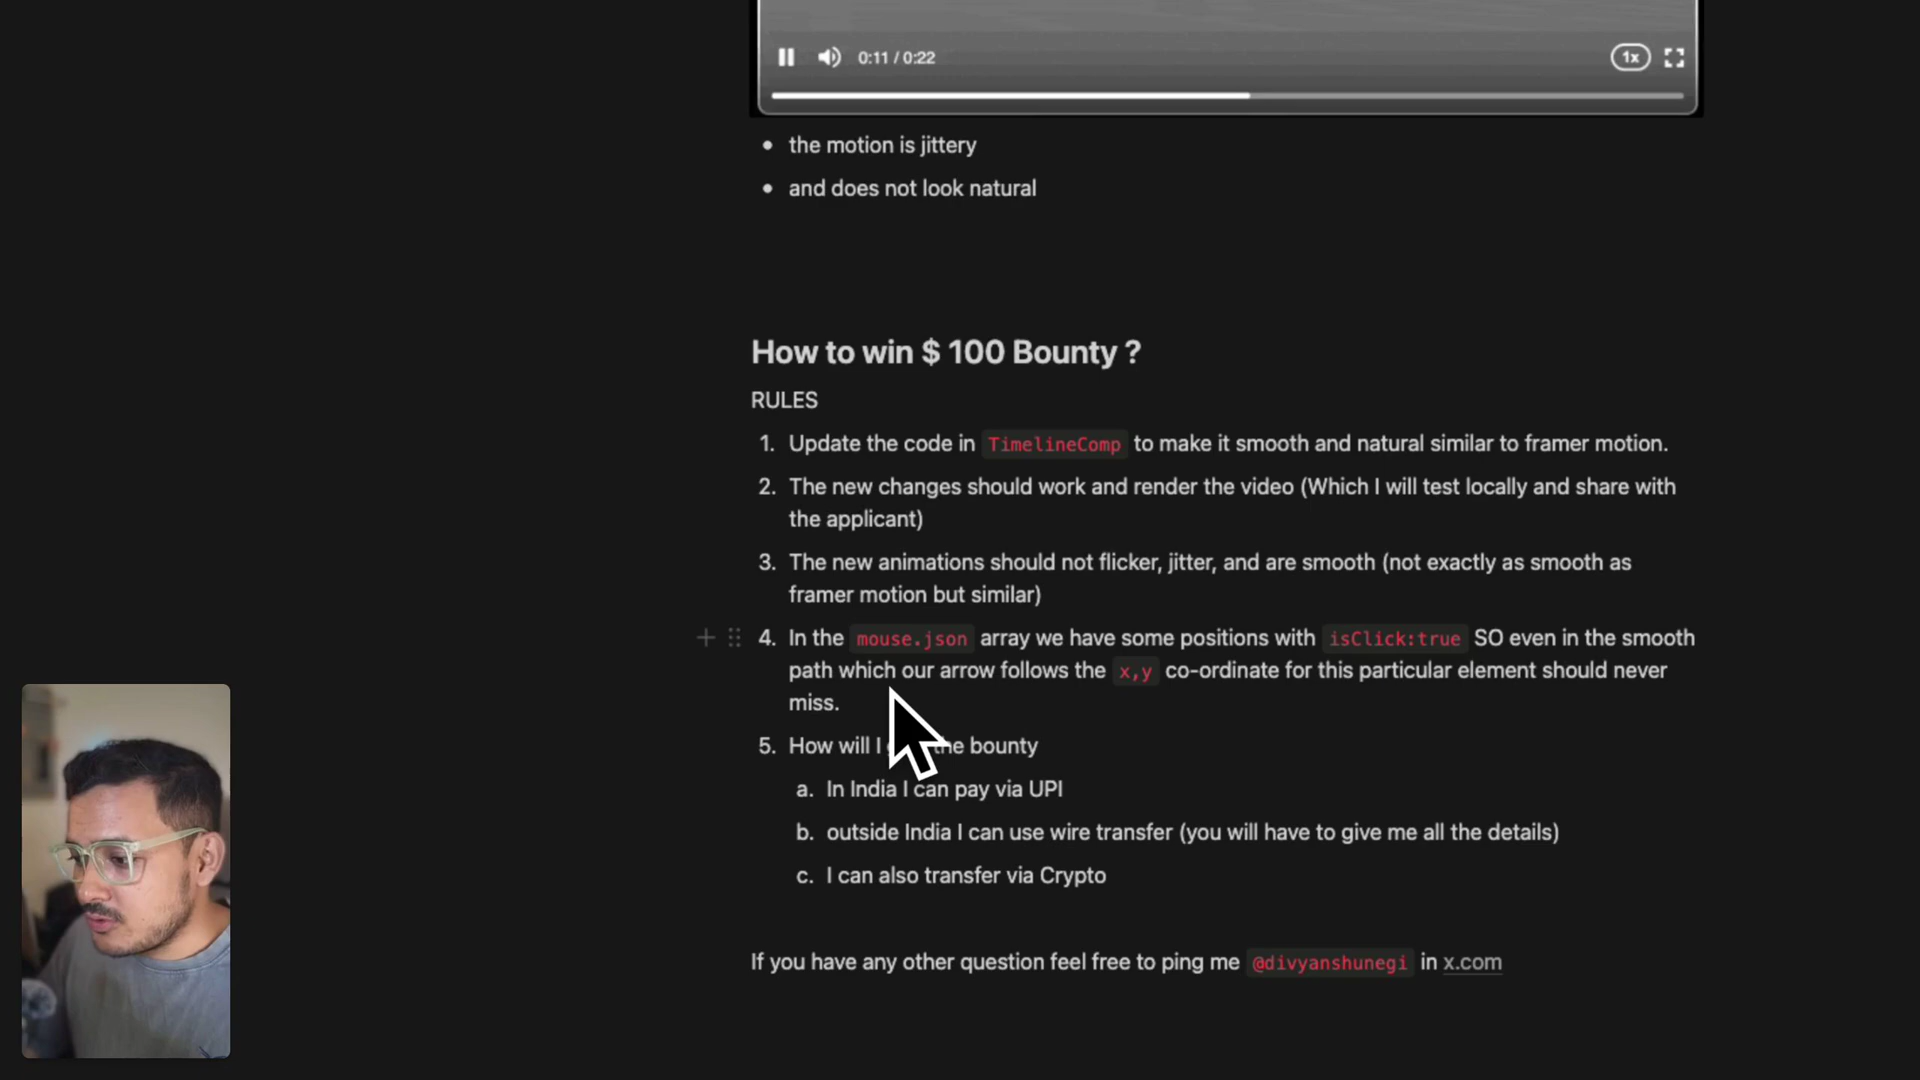 0:11 / 0:22
1x
• the motion is jittery
• and does not look natural
How to win $ 100 Bounty ?
RULES
1. Update the code in TimelineComp to make it smooth and natural similar to framer motion.
2. The new changes should work and render the video (Which I will test locally and share with
the applicant)
3. The new animations should not flicker, jitter, and are smooth (not exactly as smooth as
framer motion but similar)
4. In the mouse.json array we have some positions with isClick:true SO even in the smooth
path which our arrow follows the x,y co-ordinate for this particular element should never
miss.
5. How will I the bounty
a. In India I can pay via UPI
b. outside India I can use wire transfer (you will have to give me all the details)
c. I can also transfer via Crypto
If you have any other question feel free to ping me @divyanshunegi in x.com